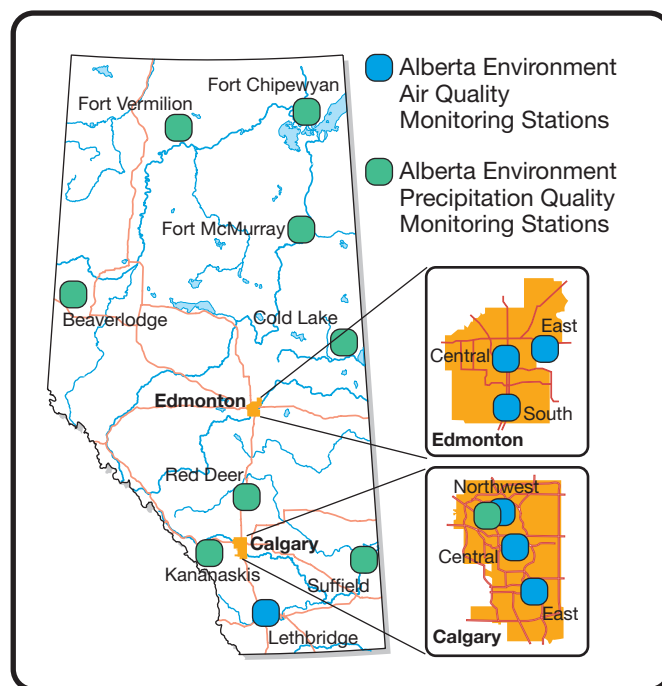 Alberta Environment
Air Quality
Monitoring Stations
Alberta Environment
Precipitation Quality
Monitoring Stations
Fort Chipewyan
Fort Vermilion
Fort McMurray
Beaverlodge
Cold Lake
Edmonton
Red Deer
Calgary
Kananaskis
Suffield
Lethbridge
East
Central
South
Edmonton
Northwest
Central
East
Calgary